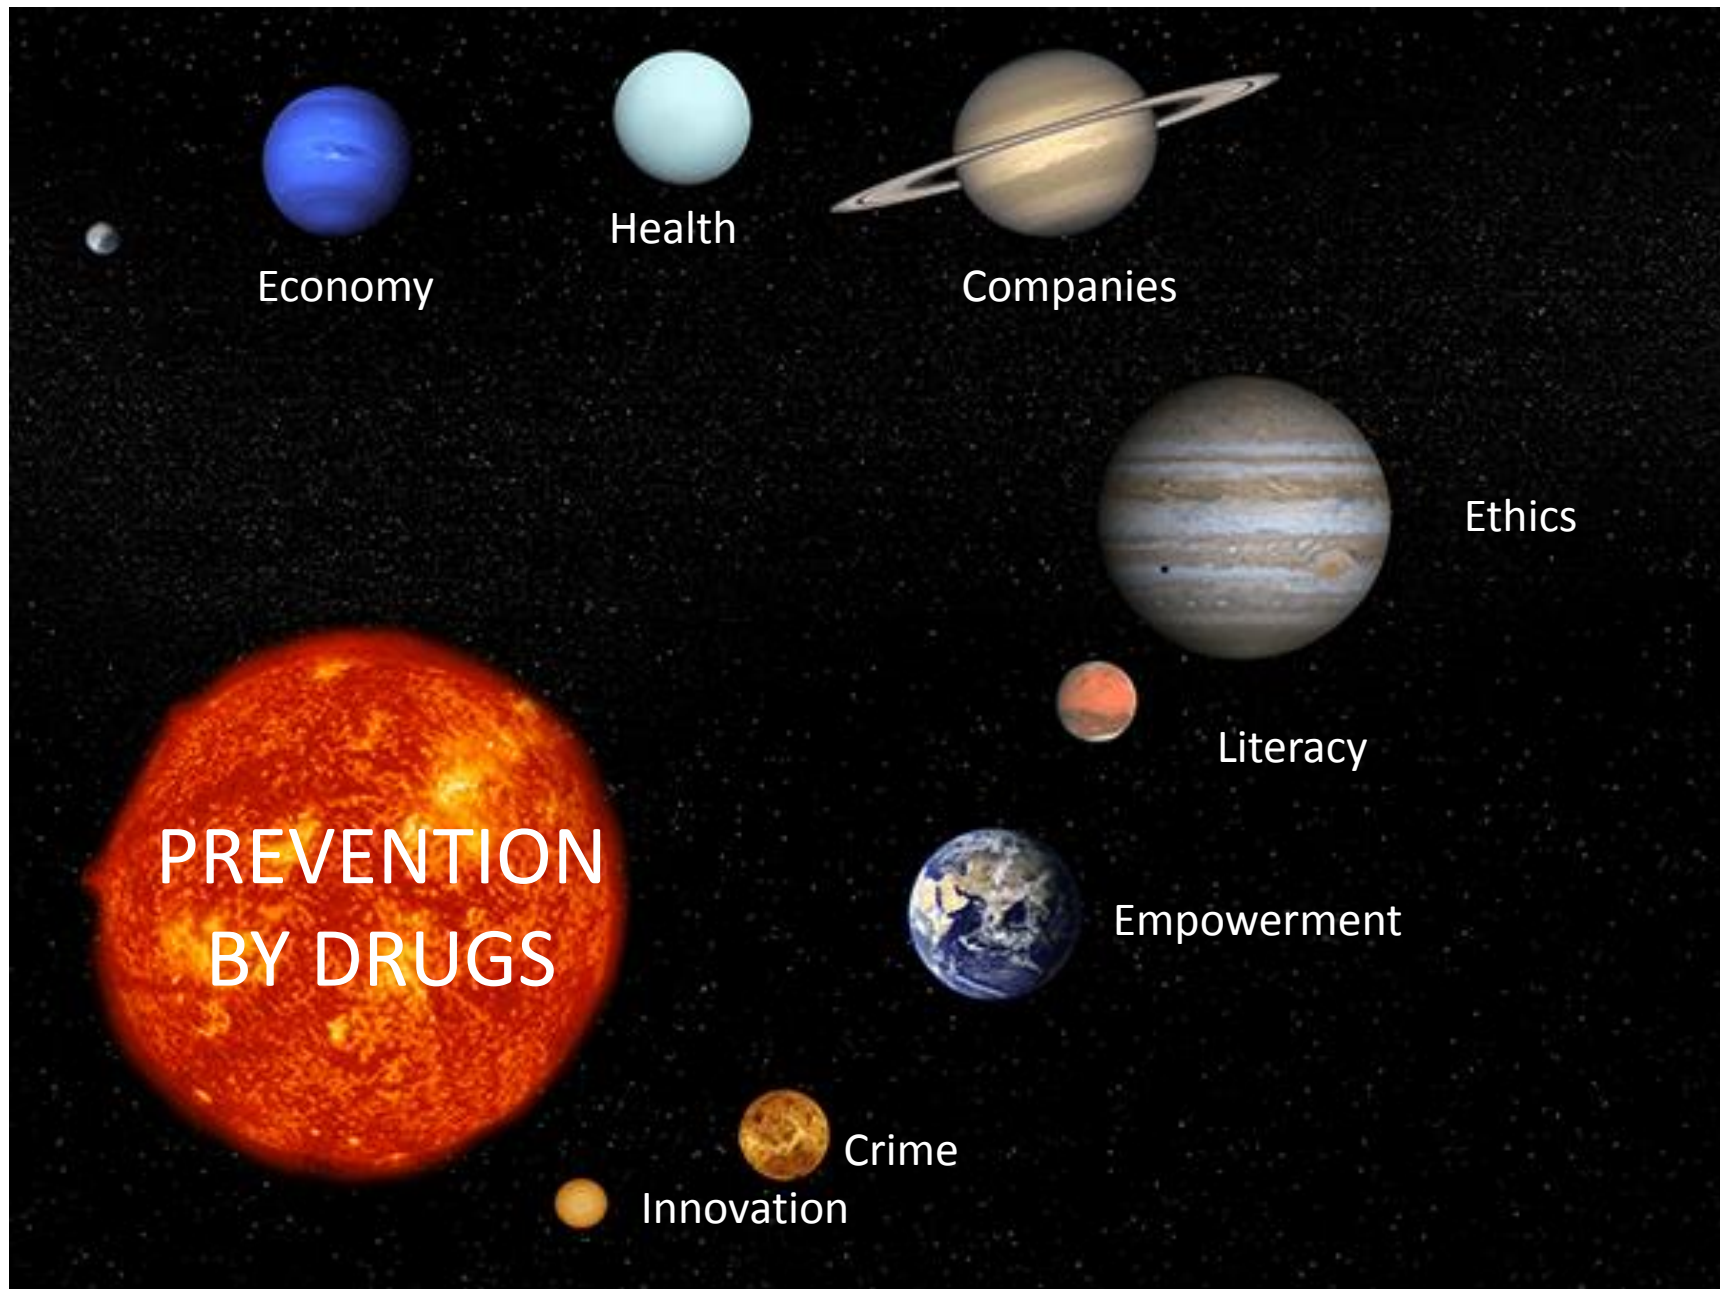 Health
Economy
Companies
Ethics
Literacy
PREVENTION
BY DRUGS
Empowerment
Crime
Innovation